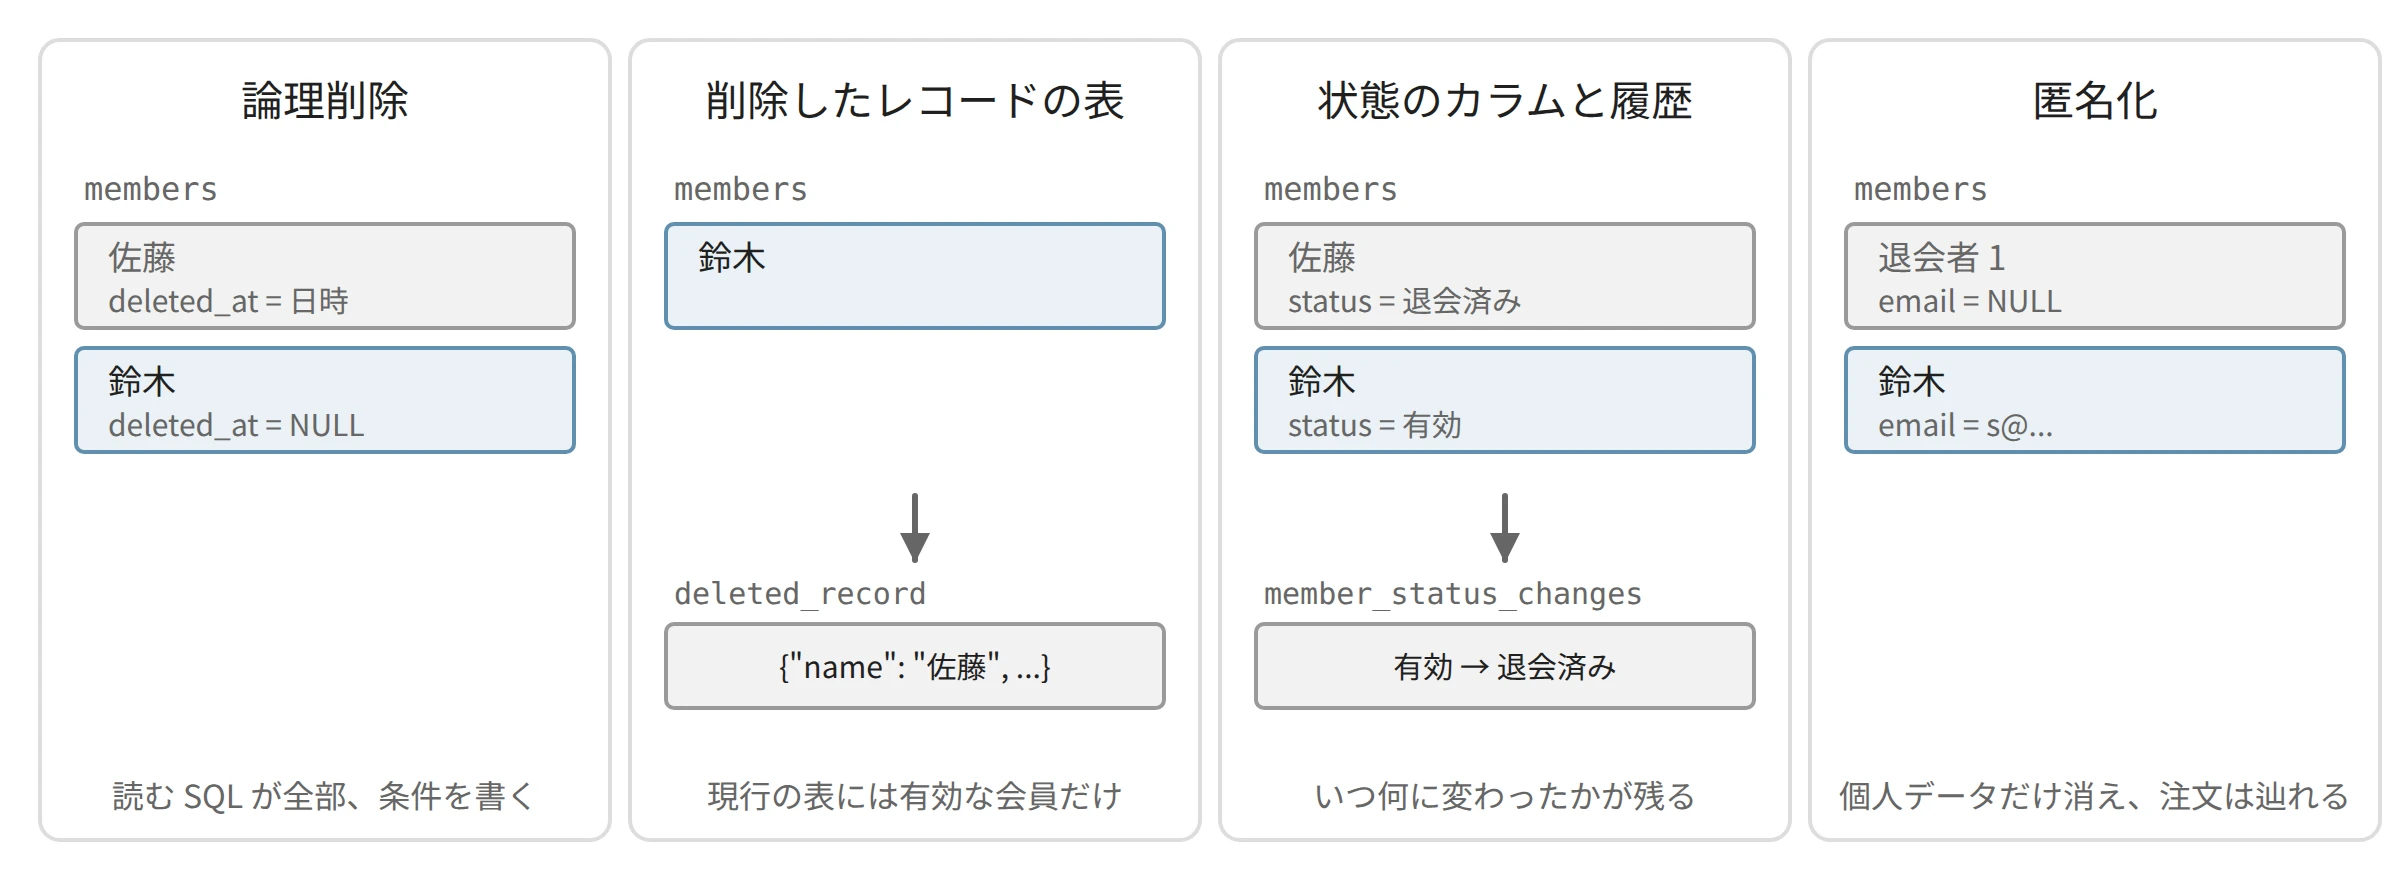 論理削除
members
佐藤
deleted_at = 日時
鈴木
deleted_at = NULL
読む SQL が全部、条件を書く
削除したレコードの表
members
鈴木
deleted_record
{"name": "佐藤", ...}
現行の表には有効な会員だけ
状態のカラムと履歴
members
佐藤
status = 退会済み
鈴木
status = 有効
member_status_changes
有効 → 退会済み
いつ何に変わったかが残る
匿名化
members
退会者 1
email = NULL
鈴木
email = s@...
個人データだけ消え、注文は辿れる